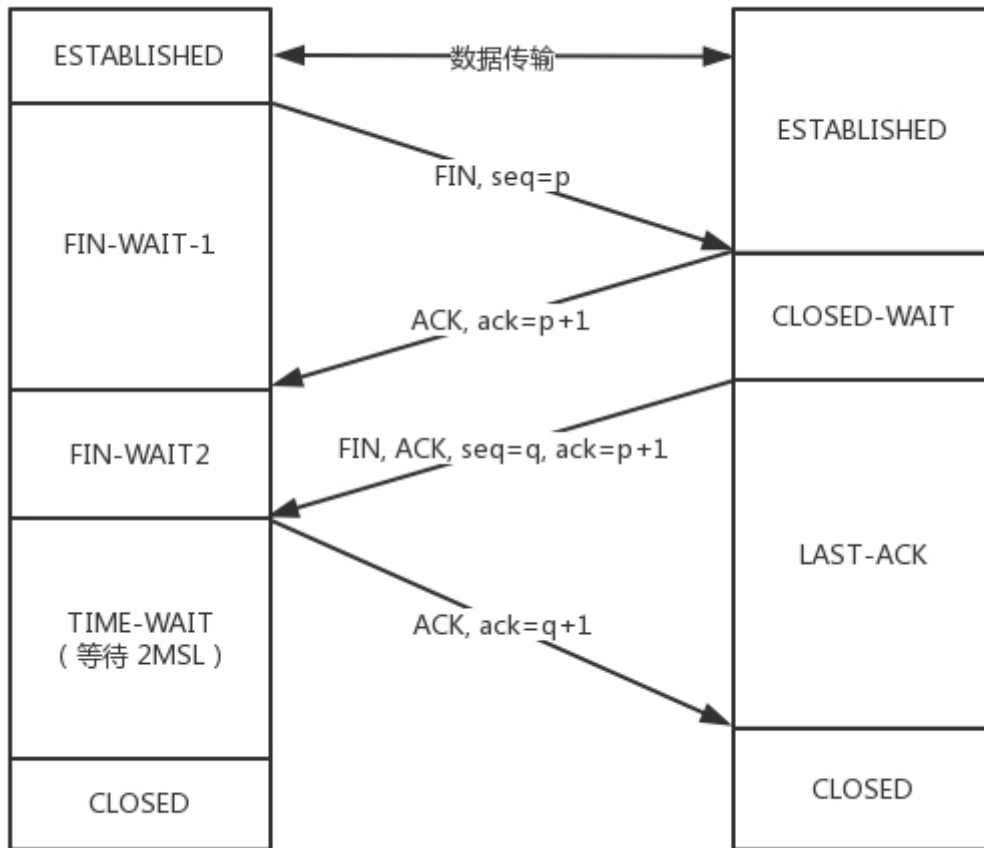 ESTABLISHED
数据传输
ESTABLISHED
FIN, seq=p
FIN-WAIT-1
ACK, ack=p+1
CLOSED-WAIT
FIN-WAIT2
FIN, ACK, seq=q, ack=p+1
LAST-ACK
TIME-WAIT
（等待 2MSL）
ACK, ack=q+1
CLOSED
CLOSED